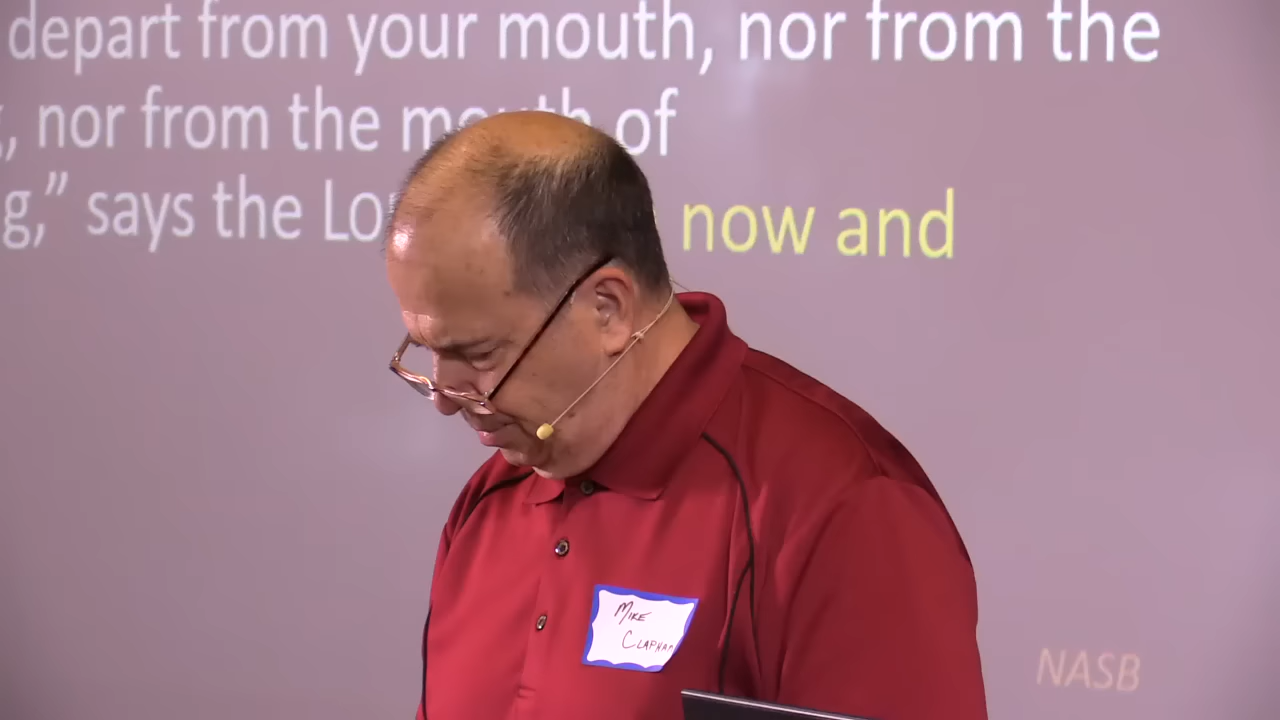 depart from your mouth, nor from the
, nor from the mouth of
g,” says the Lo
now and
MIKE
CLAPHAM
NASB